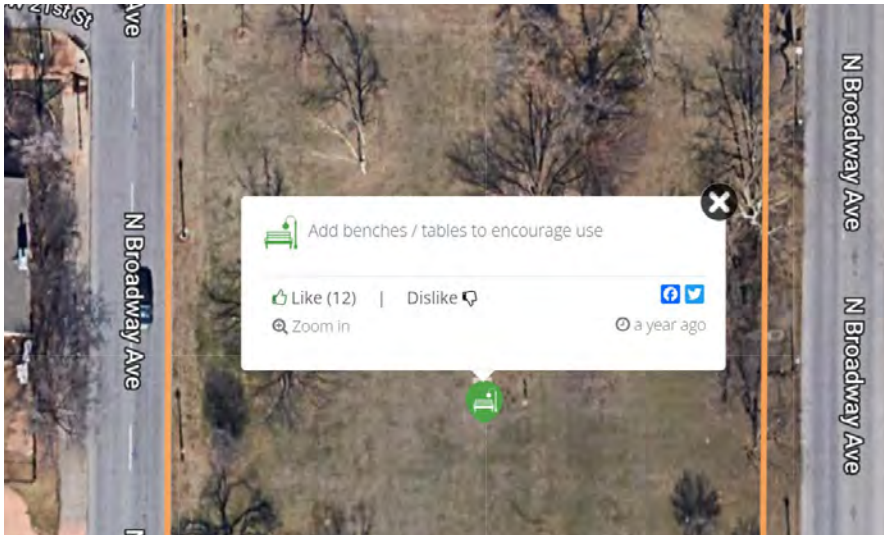 W 21st St
Ave
N Broadway Ave
N Broadway Ave
Add benches / tables to encourage use
Like (12) | Dislike
Zoom in
a year ago
N Broadway Ave
N